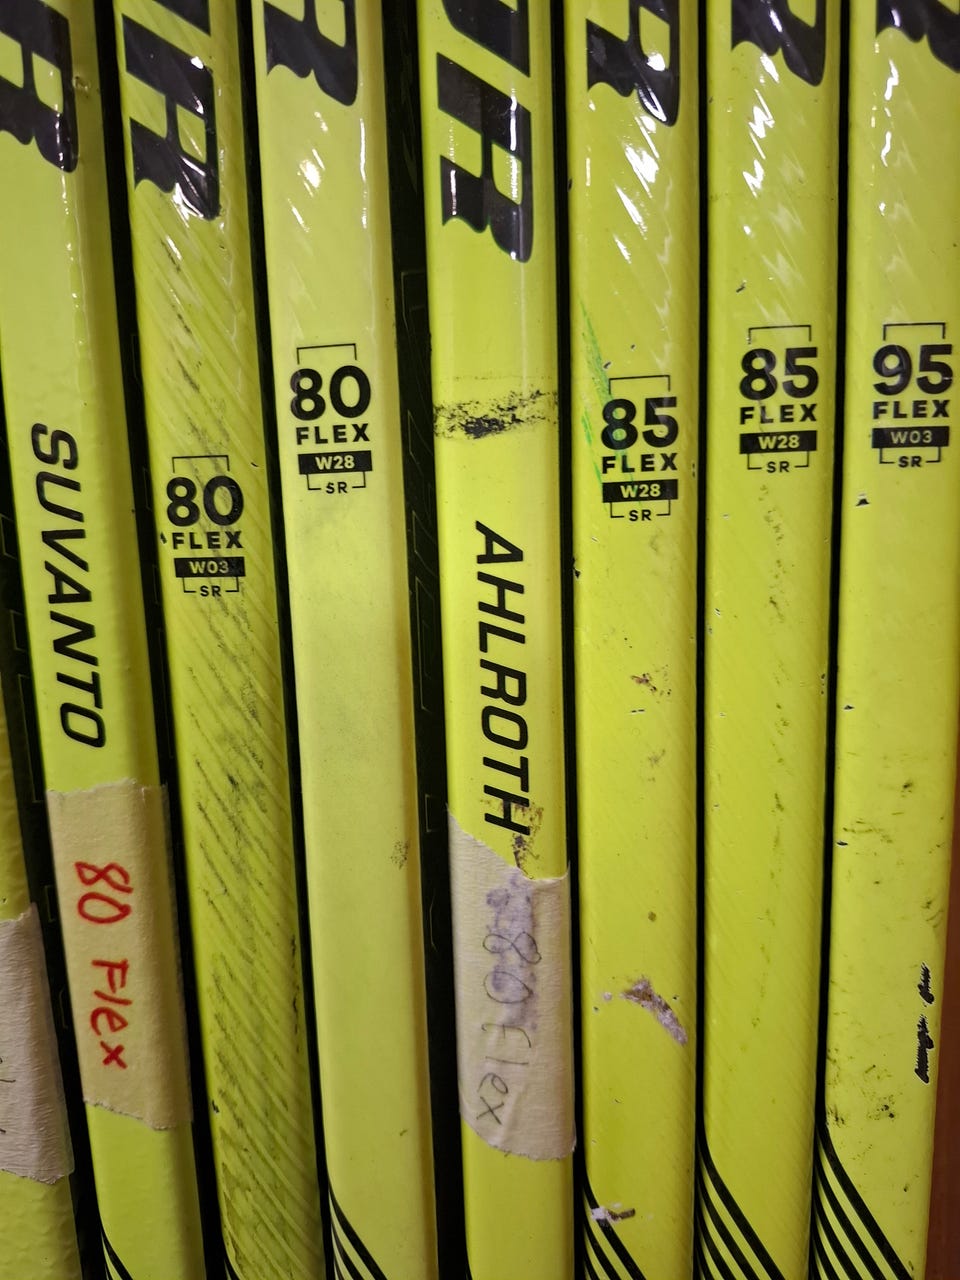 SUVANTO
80 Flex
80
FLEX
W03
SR
80
FLEX
W28
SR
AHLROTH
80 Flex
85
FLEX
W28
SR
85
FLEX
W28
SR
95
FLEX
W03
SR